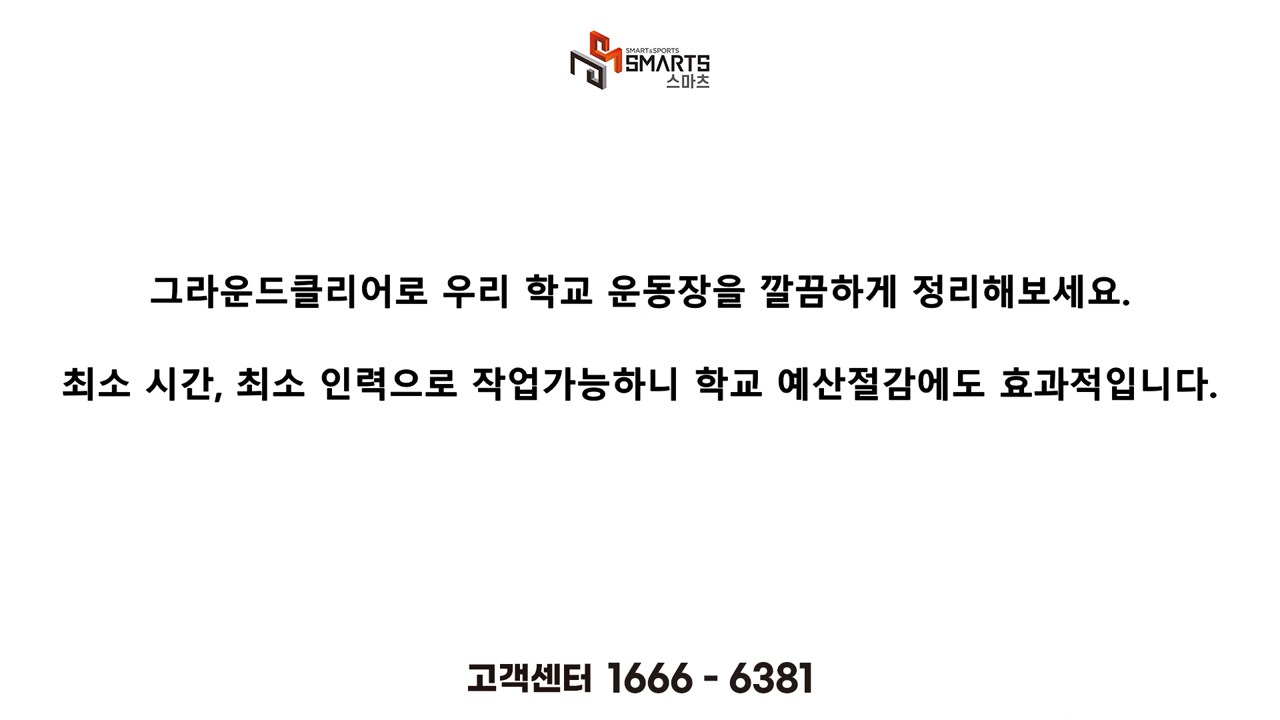 SMART&SPORTS
SMARTS
스마츠
그라운드클리어로 우리 학교 운동장을 깔끔하게 정리해보세요.
최소 시간, 최소 인력으로 작업가능하니 학교 예산절감에도 효과적입니다.
고객센터 1666 - 6381